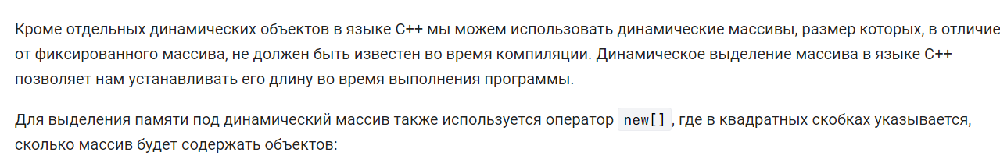 Кроме отдельных динамических объектов в языке C++ мы можем использовать динамические массивы, размер которых, в отличие
от фиксированного массива, не должен быть известен во время компиляции. Динамическое выделение массива в языке C++
позволяет нам устанавливать его длину во время выполнения программы.
Для выделения памяти под динамический массив также используется оператор new[], где в квадратных скобках указывается,
сколько массив будет содержать объектов: